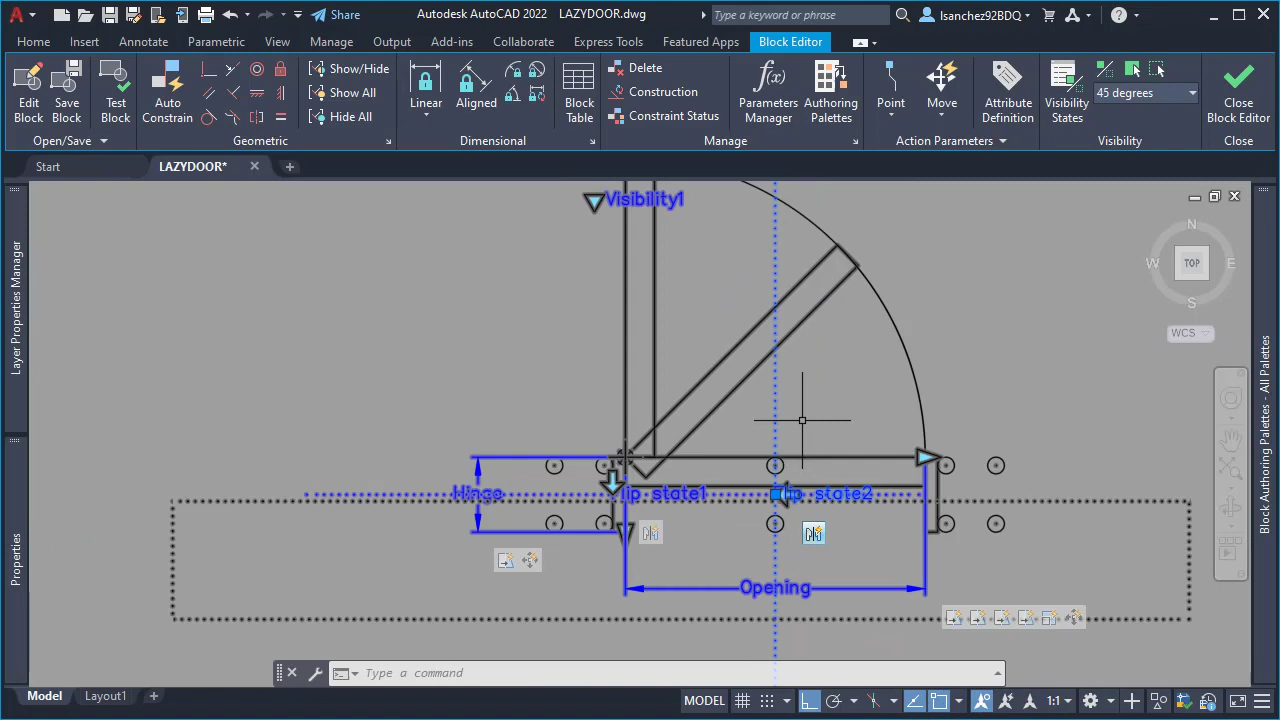 Share
Autodesk AutoCAD 2022 LAZYDOOR.dwg
Type a keyword or phrase
lsanchez92BDQ
Home
Insert
Annotate
Parametric
View
Manage
Output
Add-ins
Collaborate
Express Tools
Featured Apps
Block Editor
Edit Block
Save Block
Test Block
Open/Save
Auto Constrain
Show/Hide
Show All
Hide All
Geometric
Linear
Aligned
Dimensional
Block Table
Delete
Construction
Constraint Status
Parameters Manager
Authoring Palettes
Manage
Point
Move
Attribute Definition
Action Parameters
Visibility States
45 degrees
Visibility
Close Block Editor
Close
Start
LAZYDOOR*
Layer Properties Manager
Properties
Block Authoring Palettes - All Palettes
Visibility1
N
W
TOP
E
S
WCS
Hinge
lip state1
state2
Opening
Type a command
Model
Layout1
MODEL
1:1